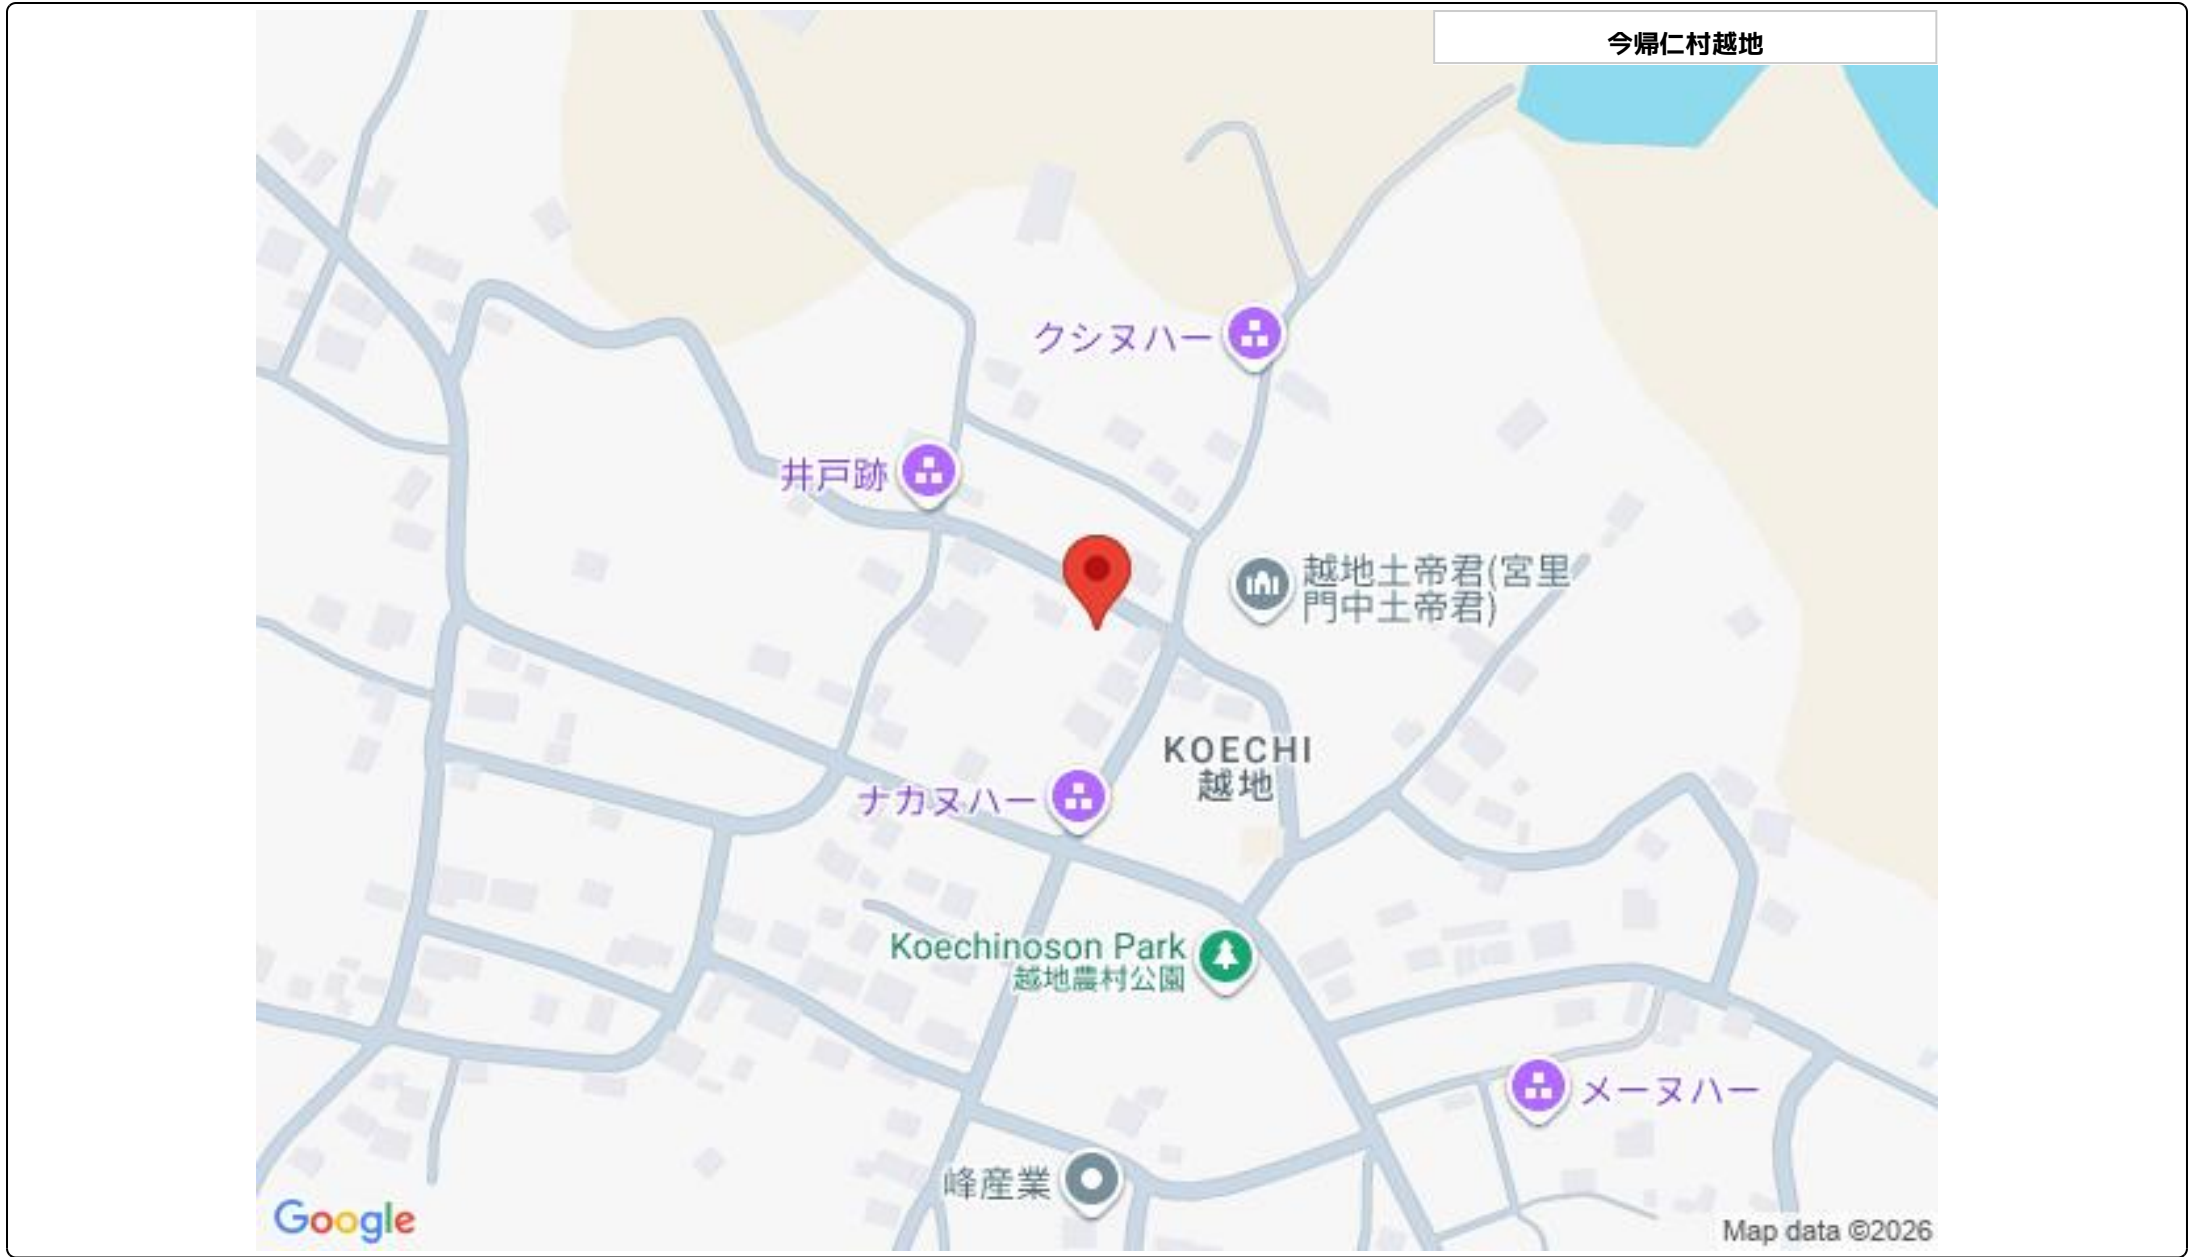 今帰仁村越地
クシヌハー
井戸跡
越地土帝君(宮里
門中土帝君)
KOECHI
越地
ナカヌハー
Koechinoson Park
越地農村公園
メーヌハー
峰産業
Google
Map data ©2026